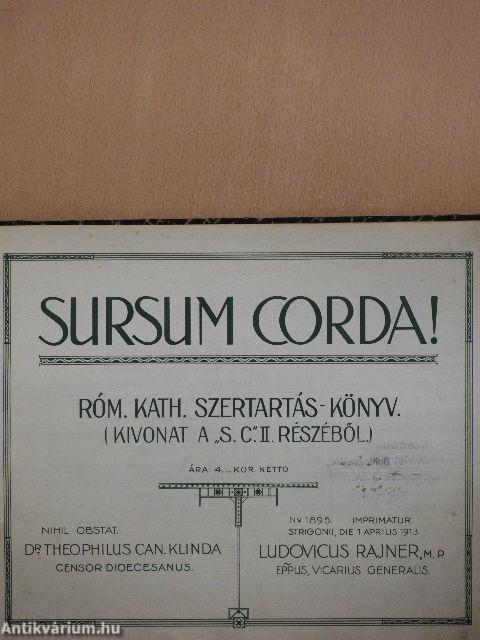 SURSUM CORDA!
RÓM. KATH. SZERTARTÁS-KÖNYV.
(KIVONAT A „S. C." II. RÉSZÉBŐL.)
ÁRA: 4.— KOR. NETTO
NIHIL OBSTAT.
DR. THEOPHILUS CAN. KLINDA
CENSOR DIOECESANUS.
No 1895. IMPRIMATUR.
STRIGONII, DIE 1 APRILIS 1913.
LUDOVICUS RAJNER, M. P.
EPPUS, VICARIUS GENERALIS.
Antikvárium.hu